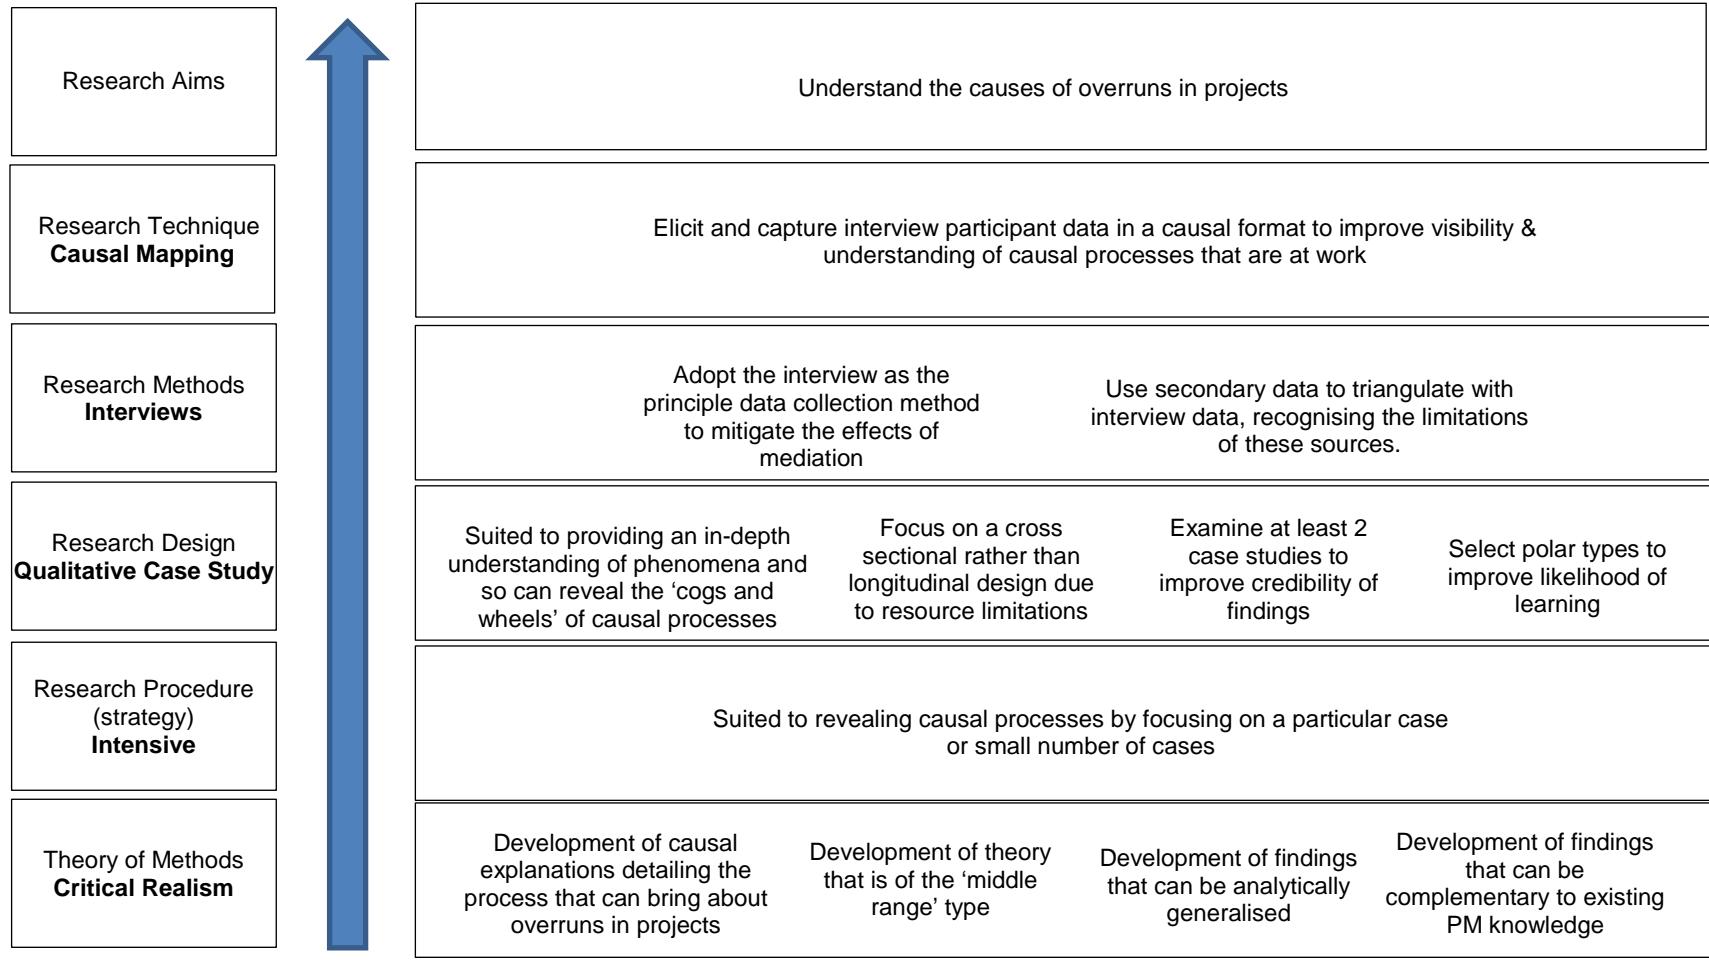 Research Aims
Understand the causes of overruns in projects
Research Technique
Causal Mapping
Elicit and capture interview participant data in a causal format to improve visibility &
understanding of causal processes that are at work
Research Methods
Interviews
Adopt the interview as the
principle data collection method
to mitigate the effects of
mediation
Use secondary data to triangulate with
interview data, recognising the limitations
of these sources.
Research Design
Qualitative Case Study
Suited to providing an in-depth
understanding of phenomena and
so can reveal the ‘cogs and
wheels’ of causal processes
Focus on a cross
sectional rather than
longitudinal design due
to resource limitations
Examine at least 2
case studies to
improve credibility of
findings
Select polar types to
improve likelihood of
learning
Research Procedure
(strategy)
Intensive
Suited to revealing causal processes by focusing on a particular case
or small number of cases
Theory of Methods
Critical Realism
Development of causal
explanations detailing the
process that can bring about
overruns in projects
Development of theory
that is of the ‘middle
range’ type
Development of findings
that can be analytically
generalised
Development of findings
that can be
complementary to existing
PM knowledge